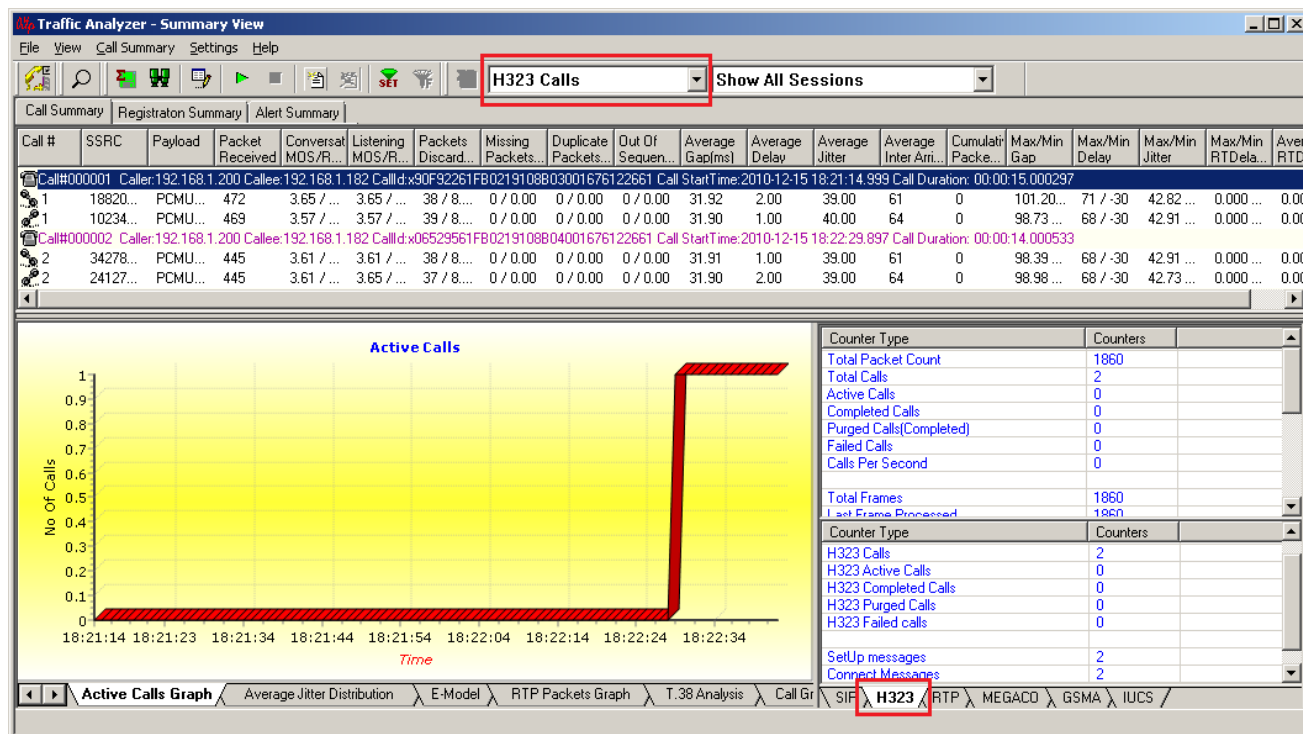 Traffic Analyzer - Summary View
File View Call Summary Settings Help
SET H323 Calls Show All Sessions
Call Summary Registraton Summary Alert Summary
Call # SSRC Payload Packet Received Conversat MOS/R... Listening MOS/R... Packets Discard... Missing Packets... Duplicate Packets... Out Of Sequen... Average Gap(ms) Average Delay Average Jitter Average Inter Arri... Cumulati Packe... Max/Min Gap Max/Min Delay Max/Min Jitter Max/Min RTDela... Aver RTD
Call#000001 Caller:192.168.1.200 Callee:192.168.1.182 CallId:x90F92261FB0219108B03001676122661 Call StartTime:2010-12-15 18:21:14.999 Call Duration: 00:00:15.000297
1 18820... PCMU... 472 3.65 / ... 3.65 / ... 38 / 8... 0 / 0.00 0 / 0.00 0 / 0.00 31.92 2.00 39.00 61 0 101.20... 71 / -30 42.82 ... 0.000 ... 0.00
1 10234... PCMU... 469 3.57 / ... 3.57 / ... 39 / 8... 0 / 0.00 0 / 0.00 0 / 0.00 31.90 1.00 40.00 64 0 98.73 ... 68 / -30 42.91 ... 0.000 ... 0.00
Call#000002 Caller:192.168.1.200 Callee:192.168.1.182 CallId:x06529561FB0219108B04001676122661 Call StartTime:2010-12-15 18:22:29.897 Call Duration: 00:00:14.000533
2 34278... PCMU... 445 3.61 / ... 3.61 / ... 38 / 8... 0 / 0.00 0 / 0.00 0 / 0.00 31.91 1.00 39.00 61 0 98.39 ... 68 / -30 42.91 ... 0.000 ... 0.00
2 24127... PCMU... 445 3.61 / ... 3.65 / ... 37 / 8... 0 / 0.00 0 / 0.00 0 / 0.00 31.90 2.00 39.00 64 0 98.98 ... 68 / -30 42.73 ... 0.000 ... 0.00
Active Calls
No Of Calls
1
0.9
0.8
0.7
0.6
0.5
0.4
0.3
0.2
0.1
0
18:21:14 18:21:23 18:21:34 18:21:44 18:21:54 18:22:04 18:22:14 18:22:24 18:22:34
Time
Active Calls Graph Average Jitter Distribution E-Model RTP Packets Graph T.38 Analysis Call Gr
Counter Type Counters
Total Packet Count 1860
Total Calls 2
Active Calls 0
Completed Calls 0
Purged Calls(Completed) 0
Failed Calls 0
Calls Per Second 0
Total Frames 1860
Last Frame Processed 1860
Counter Type Counters
H323 Calls 2
H323 Active Calls 0
H323 Completed Calls 0
H323 Purged Calls 0
H323 Failed calls 0
SetUp messages 2
Connect Messages 2
SIP H323 RTP MEGACO GSMA IUCS